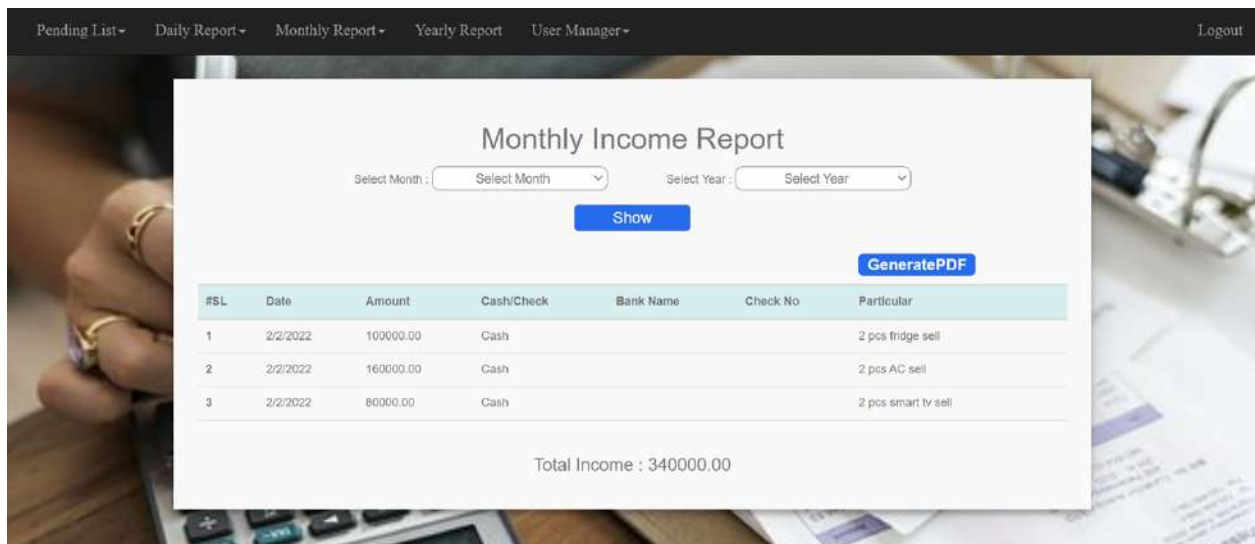 Pending List Daily Report Monthly Report Yearly Report User Manager Logout
Monthly Income Report
Select Month : Select Month Select Year : Select Year
Show
GeneratePDF
#SL Date Amount Cash/Check Bank Name Check No Particular
1 2/2/2022 100000.00 Cash 2 pcs fridge sell
2 2/2/2022 160000.00 Cash 2 pcs AC sell
3 2/2/2022 80000.00 Cash 2 pcs smart tv sell
Total Income : 340000.00